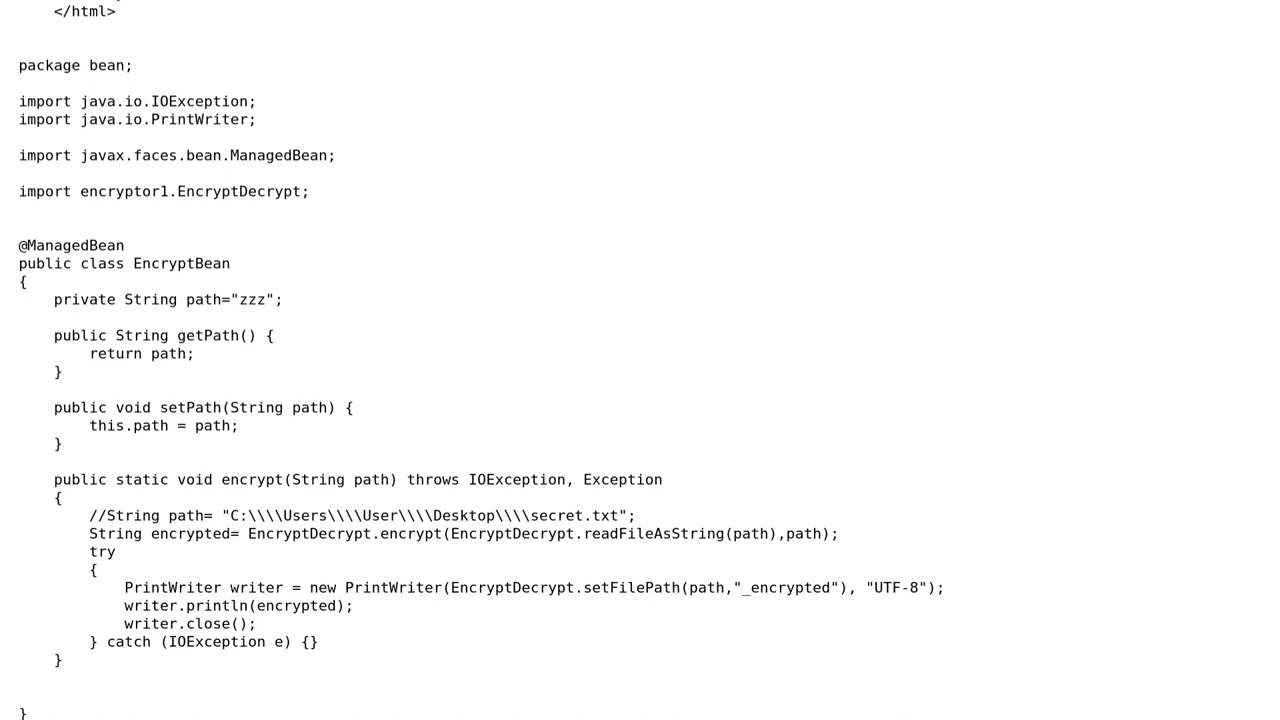 </html>
package bean;
import java.io.IOException;
import java.io.PrintWriter;
import javax.faces.bean.ManagedBean;
import encryptor1.EncryptDecrypt;
@ManagedBean
public class EncryptBean
{
    private String path="zzz";
    public String getPath() {
        return path;
    }
    public void setPath(String path) {
        this.path = path;
    }
    public static void encrypt(String path) throws IOException, Exception
    {
        //String path= "C:\\\\Users\\\\User\\\\Desktop\\\\secret.txt";
        String encrypted= EncryptDecrypt.encrypt(EncryptDecrypt.readFileAsString(path),path);
        try
        {
            PrintWriter writer = new PrintWriter(EncryptDecrypt.setFilePath(path,"_encrypted"), "UTF-8");
            writer.println(encrypted);
            writer.close();
        } catch (IOException e) {}
    }
}